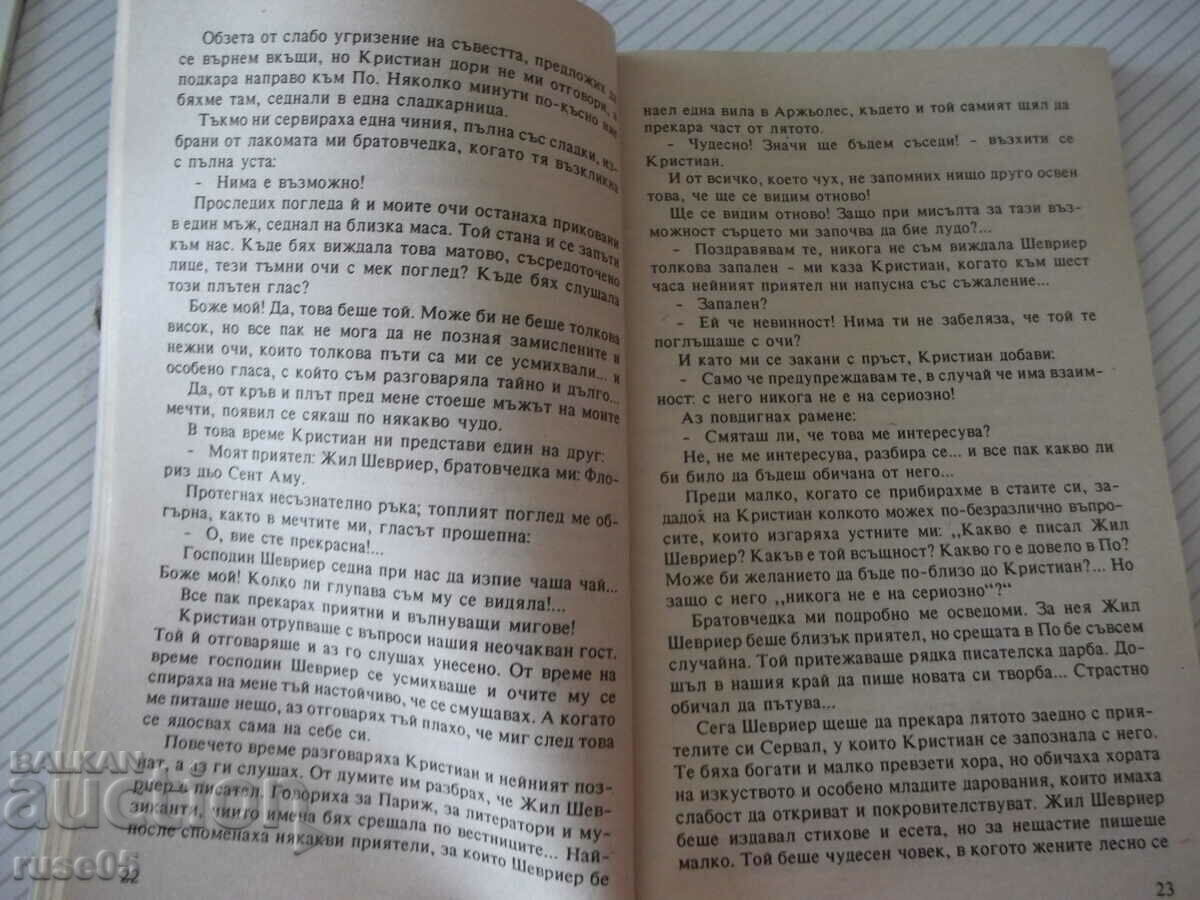 Обзета от слабо угризение на съвестта, предложих да
се върнем вкъщи, но Кристиан дори не ми отговори, а
подкара направо към По. Няколко минути по-късно ние
бяхме там, седнали в една сладкарница.
Тъкмо ни сервираха една чиния, пълна със сладки, из-
брани от лакомата ми братовчедка, когато тя възкликна
с пълна уста:
- Нима е възможно!
Проследих погледа ѝ и моите очи останаха приковани
в един мъж, седнал на близка маса. Той стана и се запъти
към нас. Къде бях виждала това матово, съсредоточено
лице, тези тъмни очи с мек поглед? Къде бях слушала
този плътен глас?
Боже мой! Да, това беше той. Може би не беше толкова
висок, но все пак не мога да не позная замислените и
нежни очи, които толкова пъти са ми се усмихвали... и
особено гласа, с който съм разговаряла тайно и дълго...
Да, от кръв и плът пред мене стоеше мъжът на моите
мечти, появил се сякаш по някакво чудо.
В това време Кристиан ни представи един на друг:
- Моят приятел: Жил Шевриер, братовчедка ми: Фло-
риз дьо Сент Аму.
Протегнах несъзнателно ръка; топлият поглед ме об-
гърна, както в мечтите ми, гласът прошепна:
- О, вие сте прекрасна!...
Господин Шевриер седна при нас да изпие чаша чай...
Боже мой! Колко ли глупава съм му се видяла!...
Все пак прекарах приятни и вълнуващи мигове!
Кристиан отрупваше с въпроси нашия неочакван гост.
Той ѝ отговаряше и аз го слушах унесено. От време на
време господин Шевриер се усмихваше и очите му се
спираха на мене тъй настойчиво, че се смущавах. А когато
ме питаше нещо, аз отговарях тъй плахо, че миг след това
се ядосвах сама на себе си.
Повечето време разговаряха Кристиан и нейният поз-
нат, а аз ги слушах. От думите им разбрах, че Жил Шев-
риер е писател. Говориха за Париж, за литератори и му-
зиканти, чиито имена бях срещала по вестниците... Най-
после споменаха някакви приятели, за които Шевриер бе
22
наел една вила в Аржьолес, където и той самият щил да
прекара част от лятото.
- Чудесно! Значи ще бъдем съседи! - възхити се
Кристиан.
И от всичко, което чух, не запомних нищо друго освен
това, че ще се видим отново!
Ще се видим отново! Защо при мисълта за тази въз-
можност сърцето ми започва да бие лудо?...
- Поздравявам те, никога не съм виждала Шевриер
толкова запален - ми каза Кристиан, когато към шест
часа нейният приятел ни напусна със съжаление...
- Запален?
- Ей че невинност! Нима ти не забеляза, че той те
поглъщаше с очи?
И като ми се закани с пръст, Кристиан добави:
- Само че предупреждавам те, в случай че има взаим-
ност: с него никога не е на сериозно!
Аз повдигнах рамене:
- Смяташ ли, че това ме интересува?
Не, не ме интересува, разбира се... и все пак какво ли
би било да бъдеш обичана от него...
Преди малко, когато се прибирахме в стаите си, за-
дадох на Кристиан колкото можех по-безразлично въпро-
сите, които изгаряха устните ми: „Какво е писал Жил
Шевриер? Какъв е той всъщност? Какво го е довело в По?
Може би желанието да бъде по-близо до Кристиан?... Но
защо с него „никога не е на сериозно“?“
Братовчедка ми подробно ме осведоми. За нея Жил
Шевриер беше близък приятел, но срещата в По бе съвсем
случайна. Той притежаваше рядка писателска дарба. До-
шъл в нашия край да пише новата си творба... Страстно
обичал да пътува...
Сега Шевриер щеше да прекара лятото заедно с прия-
телите си Сервал, у които Кристиан се запознала с него.
Те бяха богати и малко превзети хора, но обичаха хората
на изкуството и особено младите дарования, които имаха
слабост да откриват и покровителствуват. Жил Шевриер
беше издавал стихове и есета, но за нещастие пишеше
малко. Той беше чудесен човек, в когото жените лесно се
23
BALKAN
auction
ruse05